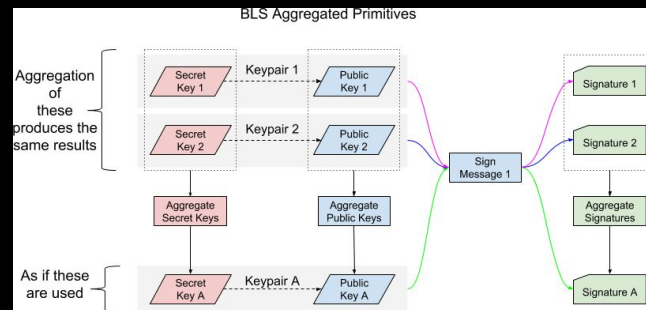 BLS Aggregated Primitives
Aggregation
of
these
produces the
same results
Secret
Key 1
Keypair 1
Public
Key 1
Signature 1
Secret
Key 2
Keypair 2
Public
Key 2
Sign
Message 1
Signature 2
Aggregate
Secret Keys
Aggregate
Public Keys
Aggregate
Signatures
As if these
are used
Secret
Key A
Keypair A
Public
Key A
Signature A